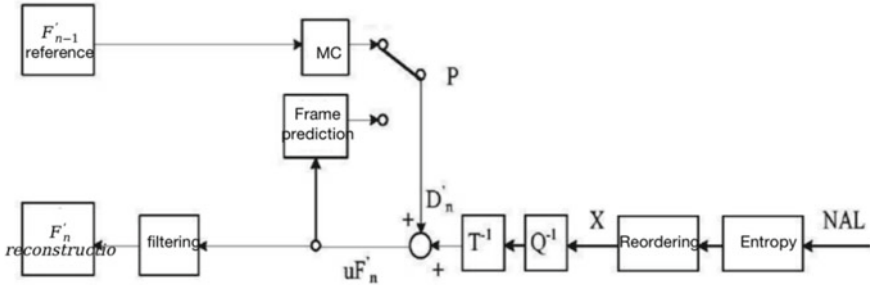 F'n-1
reference
MC
P
Frame
prediction
D'n
+
F'n
reconstructio
filtering
uF'n
+
T-1
Q-1
X
Reordering
Entropy
NAL